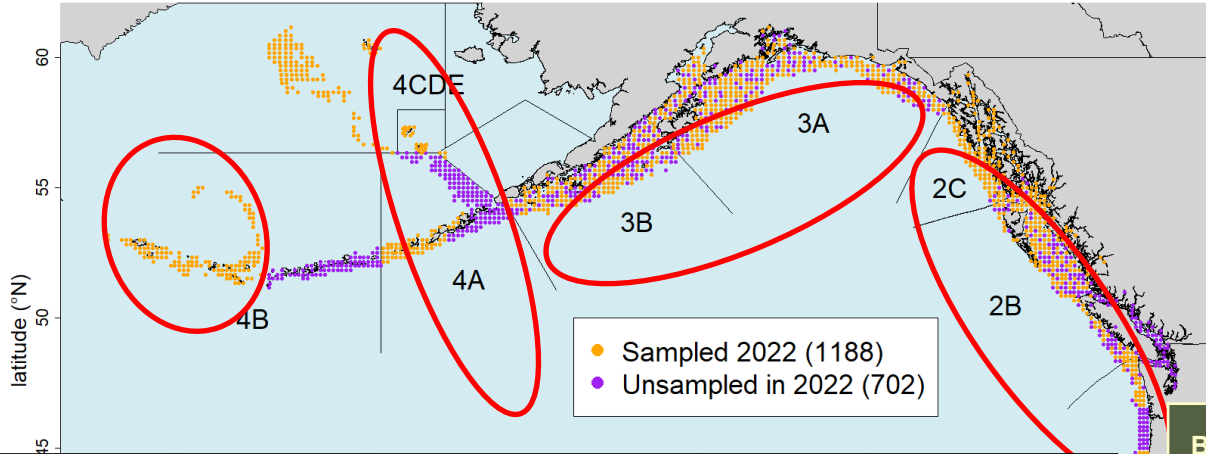 60
4CDE
3A
55
2C
3B
4A
2B
4B
50
Sampled 2022 (1188)
Unsampled in 2022 (702)
45
latitude (°N)
B